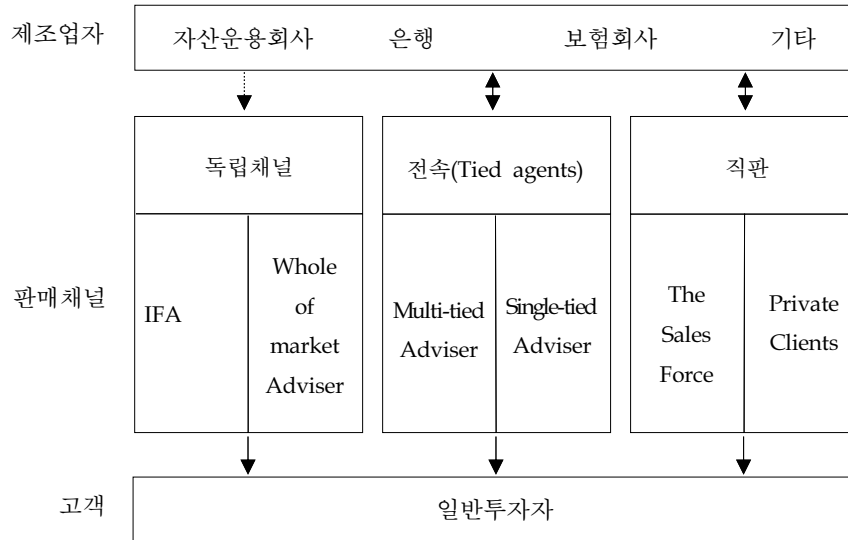 제조업자
자산운용회사 은행 보험회사 기타
독립채널
전속(Tied agents)
직판
판매채널
IFA
Whole
of
market
Adviser
Multi-tied
Adviser
Single-tied
Adviser
The
Sales
Force
Private
Clients
고객
일반투자자